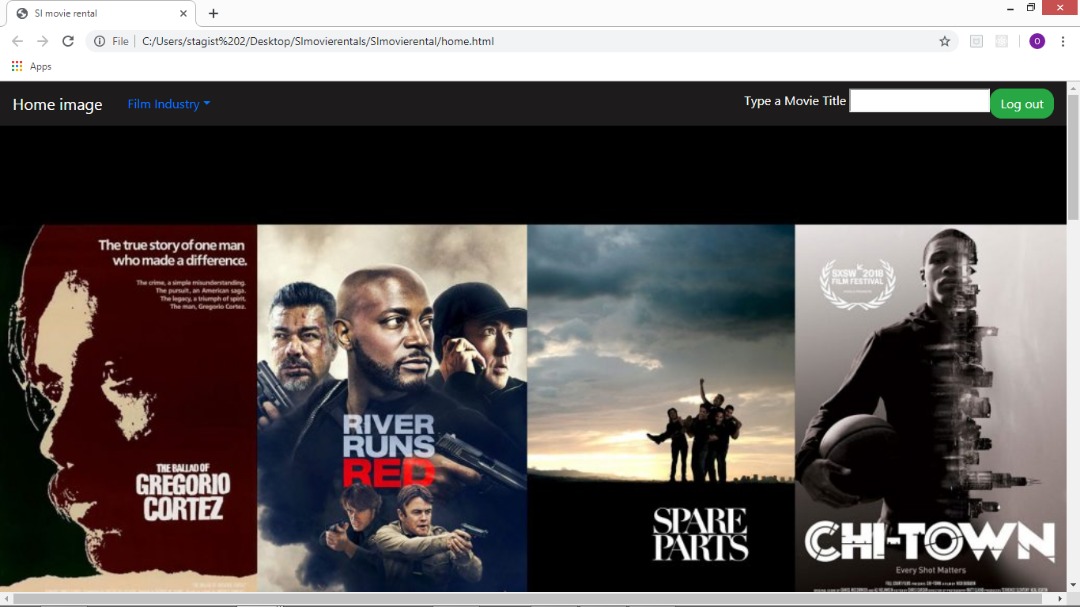 SI movie rental
File
C:/Users/stagist%202/Desktop/SImovierentals/SImovierental/home.html
O
Apps
Home image
Film Industry
Type a Movie Title
Log out
The true story of one man
who made a difference.
The crime, a simple misunderstanding.
The pursuit, an American saga.
The legacy, a triumph of spirit.
The man, Gregorio Cortez.
THE BALLAD OF
GREGORIO
CORTEZ
RIVER
RUNS
RED
SPARE
PARTS
SXSW 2018
FILM FESTIVAL
CHI-TOWN
Every Shot Matters